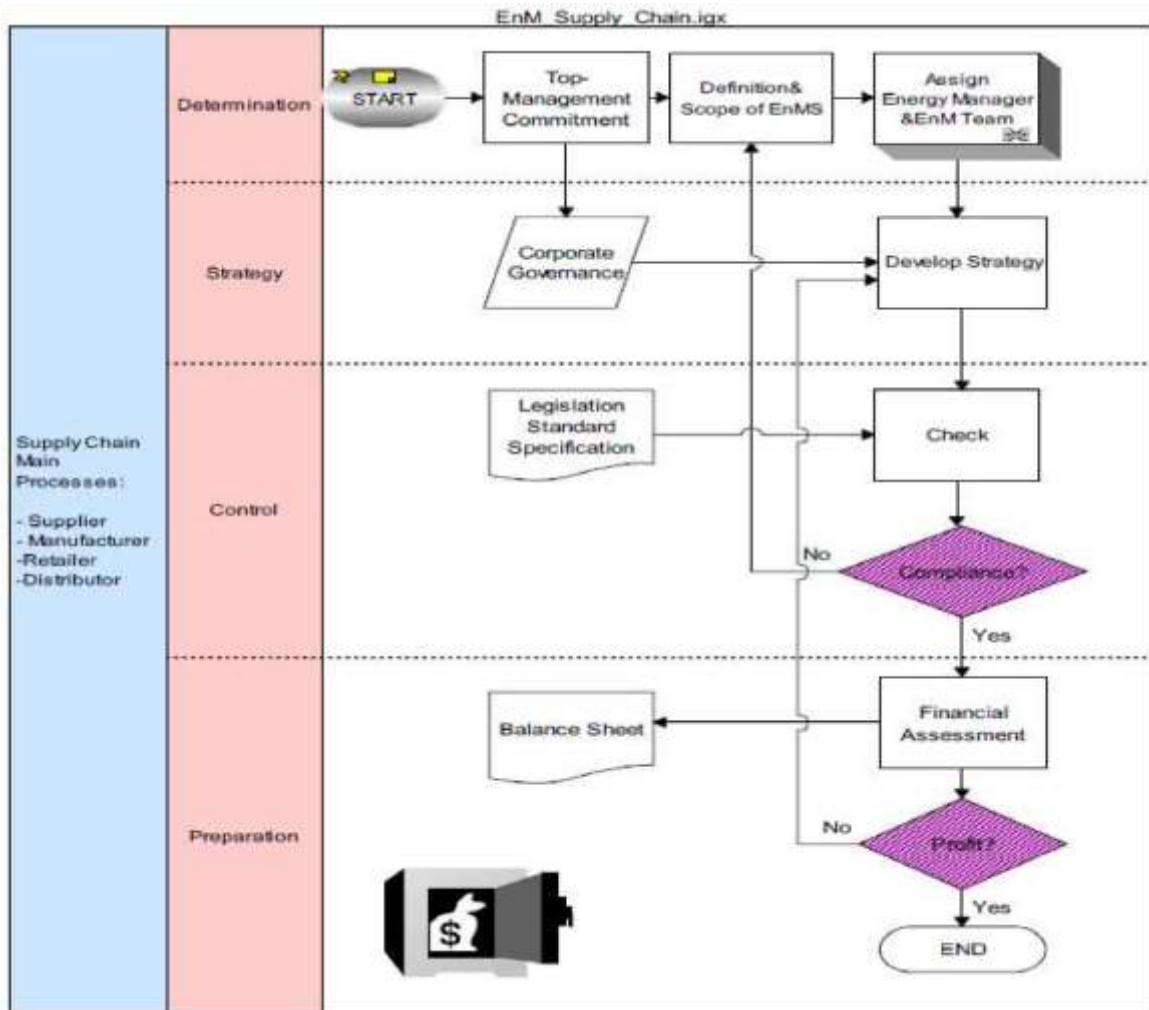 EnM_Supply_Chain.igx
Supply Chain
Main
Processes:
- Supplier
- Manufacturer
-Retailer
-Distributor
Determination
START
Top-
Management
Commitment
Definition&
Scope of EnMS
Assign
Energy Manager
&EnM Team
Strategy
Corporate
Governance
Develop Strategy
Control
Legislation
Standard
Specification
Check
No
Compliance?
Yes
Preparation
Balance Sheet
Financial
Assessment
No
Profit?
Yes
$
END